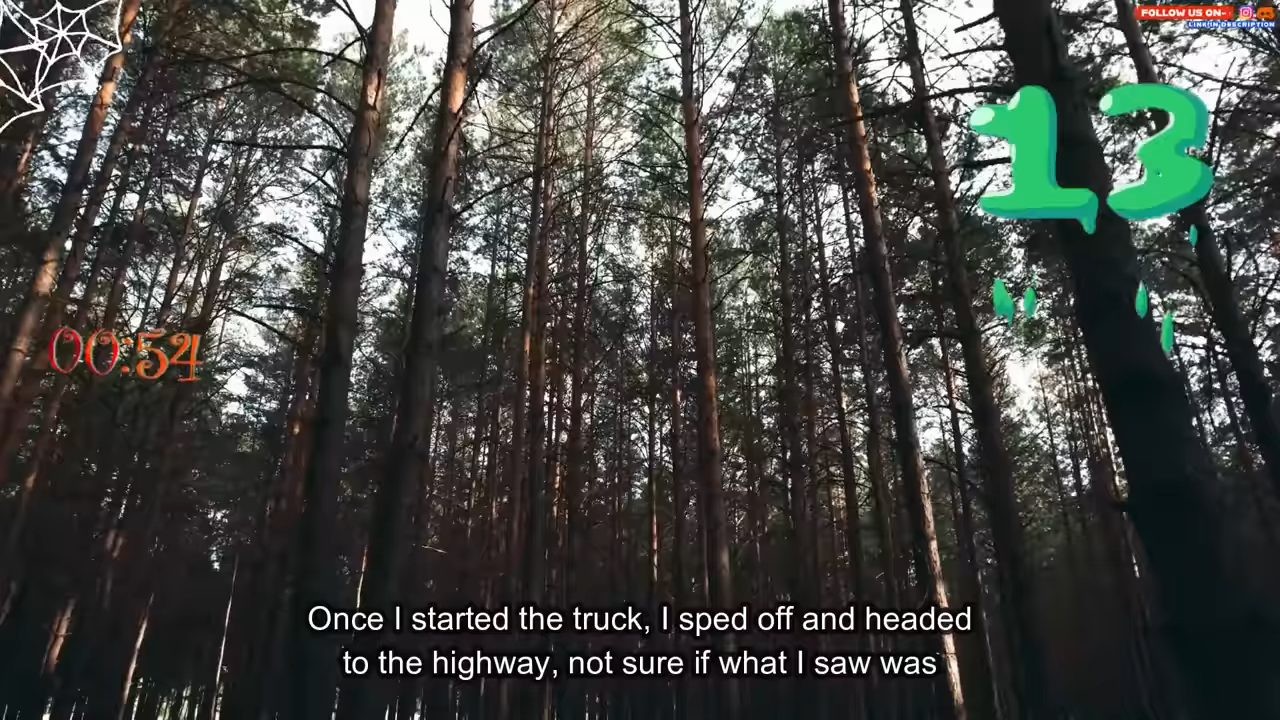 FOLLOW US ON-
LINK IN DESCRIPTION
13
00:54
Once I started the truck, I sped off and headed
to the highway, not sure if what I saw was